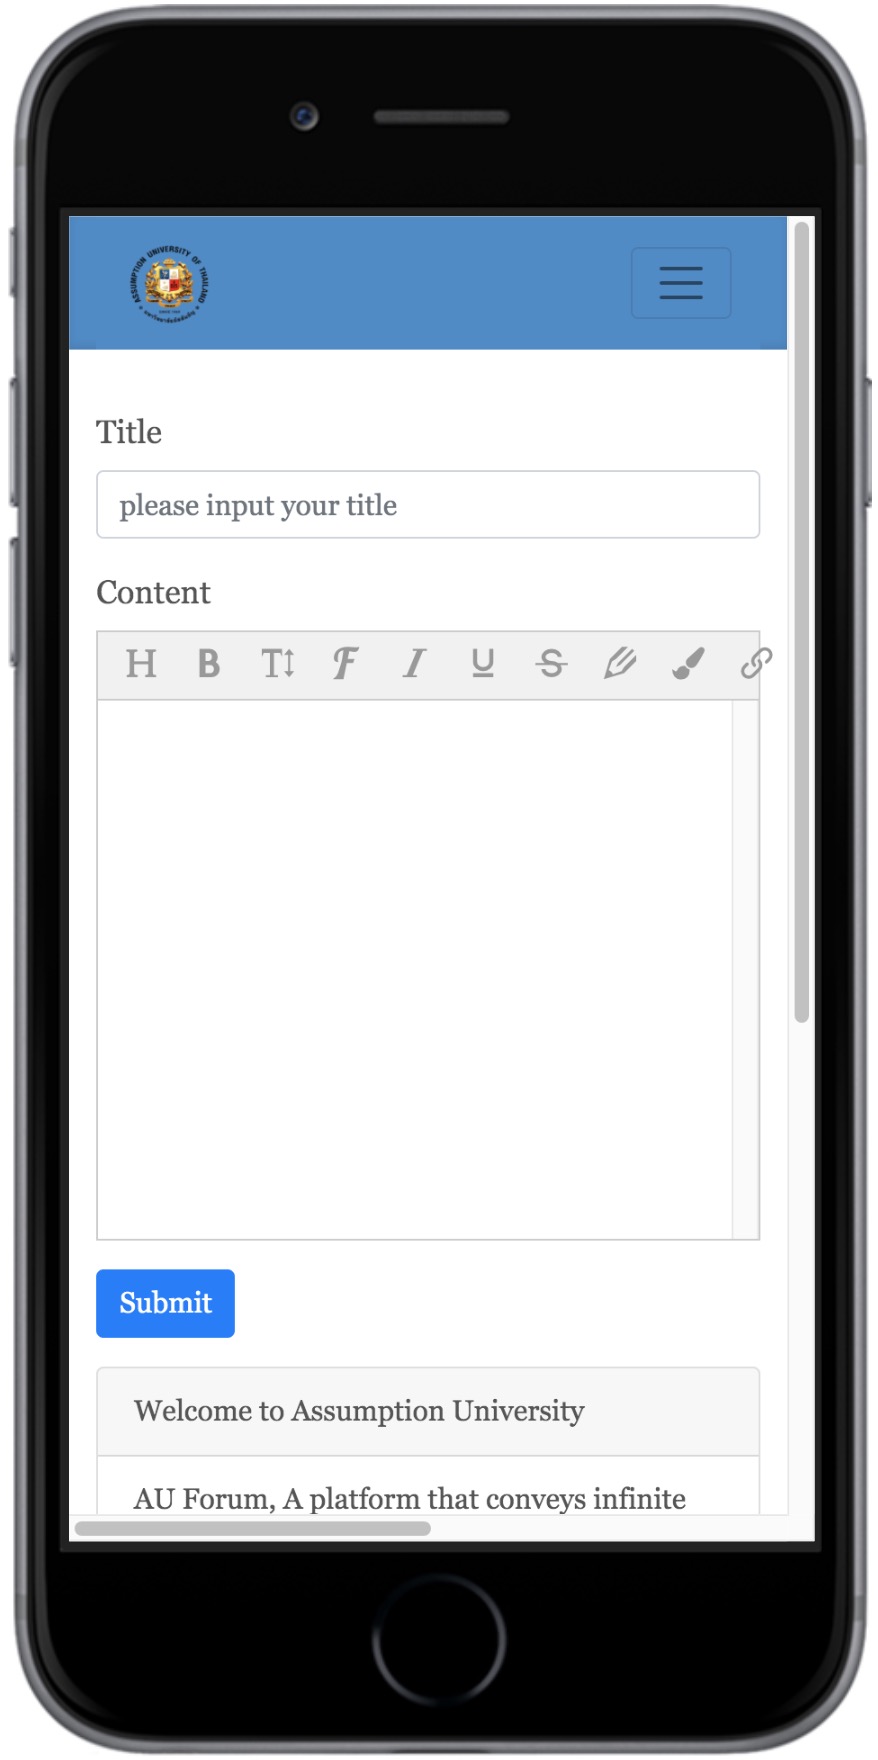 ASSUMPTION UNIVERSITY OF THAILAND
Title
please input your title
Content
H B T F I U S
Submit
Welcome to Assumption University
AU Forum, A platform that conveys infinite